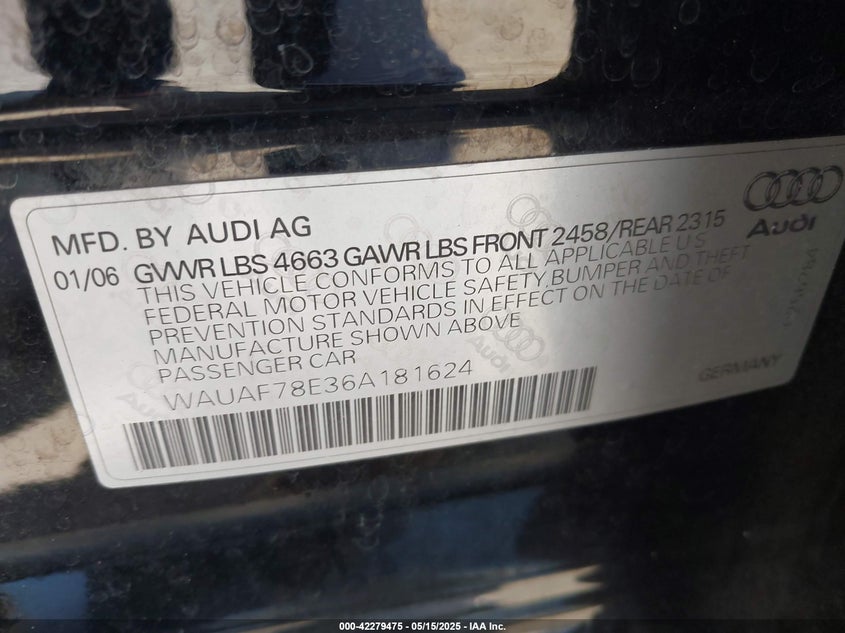 MFD. BY AUDI AG
Audi
01/06 GVWR LBS 4663 GAWR LBS FRONT 2458/REAR 2315
THIS VEHICLE CONFORMS TO ALL APPLICABLE U.S.
FEDERAL MOTOR VEHICLE SAFETY, BUMPER AND THEFT
PREVENTION STANDARDS IN EFFECT ON THE DATE OF
MANUFACTURE SHOWN ABOVE
PASSENGER CAR
WAUAF78E36A181624
GERMANY
Audi
000-42279475 - 05/15/2025 - IAA Inc.